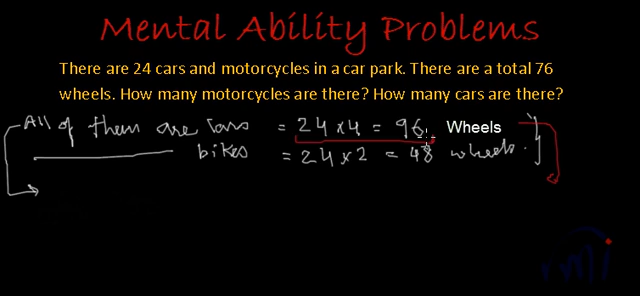 Mental Ability Problems
There are 24 cars and motorcycles in a car park. There are a total 76
wheels. How many motorcycles are there? How many cars are there?
All of them are cars = 24 x 4 = 96 Wheels
bikes = 24 x 2 = 48 wheels.